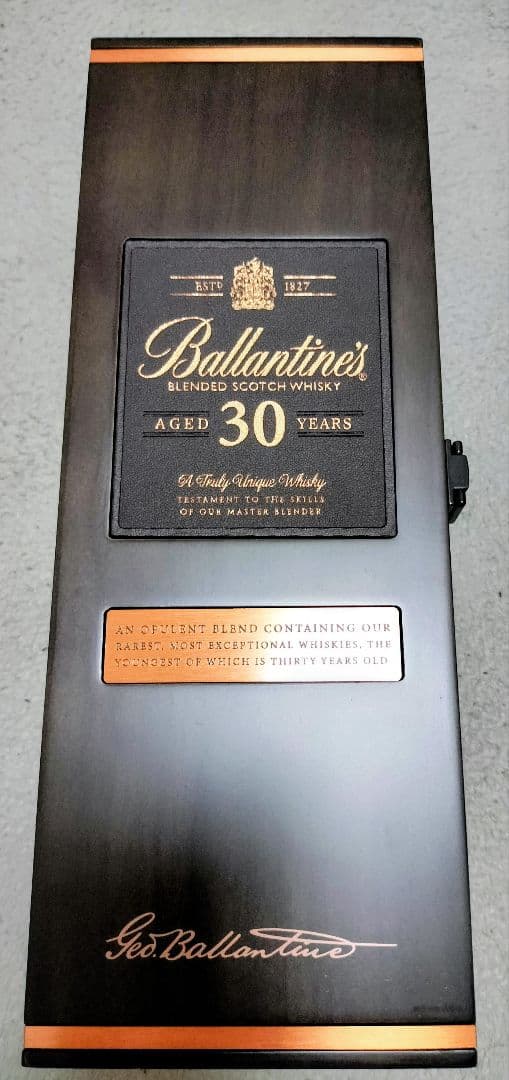 ESTD 1827
Ballantine's®
BLENDED SCOTCH WHISKY
AGED 30 YEARS
A Truly Unique Whisky
TESTAMENT TO THE SKILLS
OF OUR MASTER BLENDER
AN OPULENT BLEND CONTAINING OUR
RAREST, MOST EXCEPTIONAL WHISKIES, THE
YOUNGEST OF WHICH IS THIRTY YEARS OLD.
Geo. Ballantine